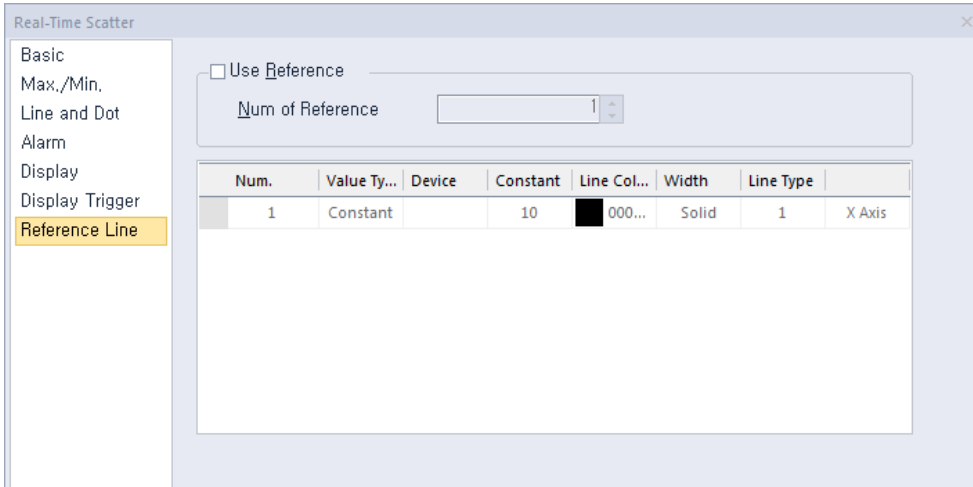 Real-Time Scatter
Basic
Max./Min.
Line and Dot
Alarm
Display
Display Trigger
Reference Line
Use Reference
Num of Reference 1
Num. Value Ty... Device Constant Line Col... Width Line Type
1 Constant 10 000... Solid 1 X Axis